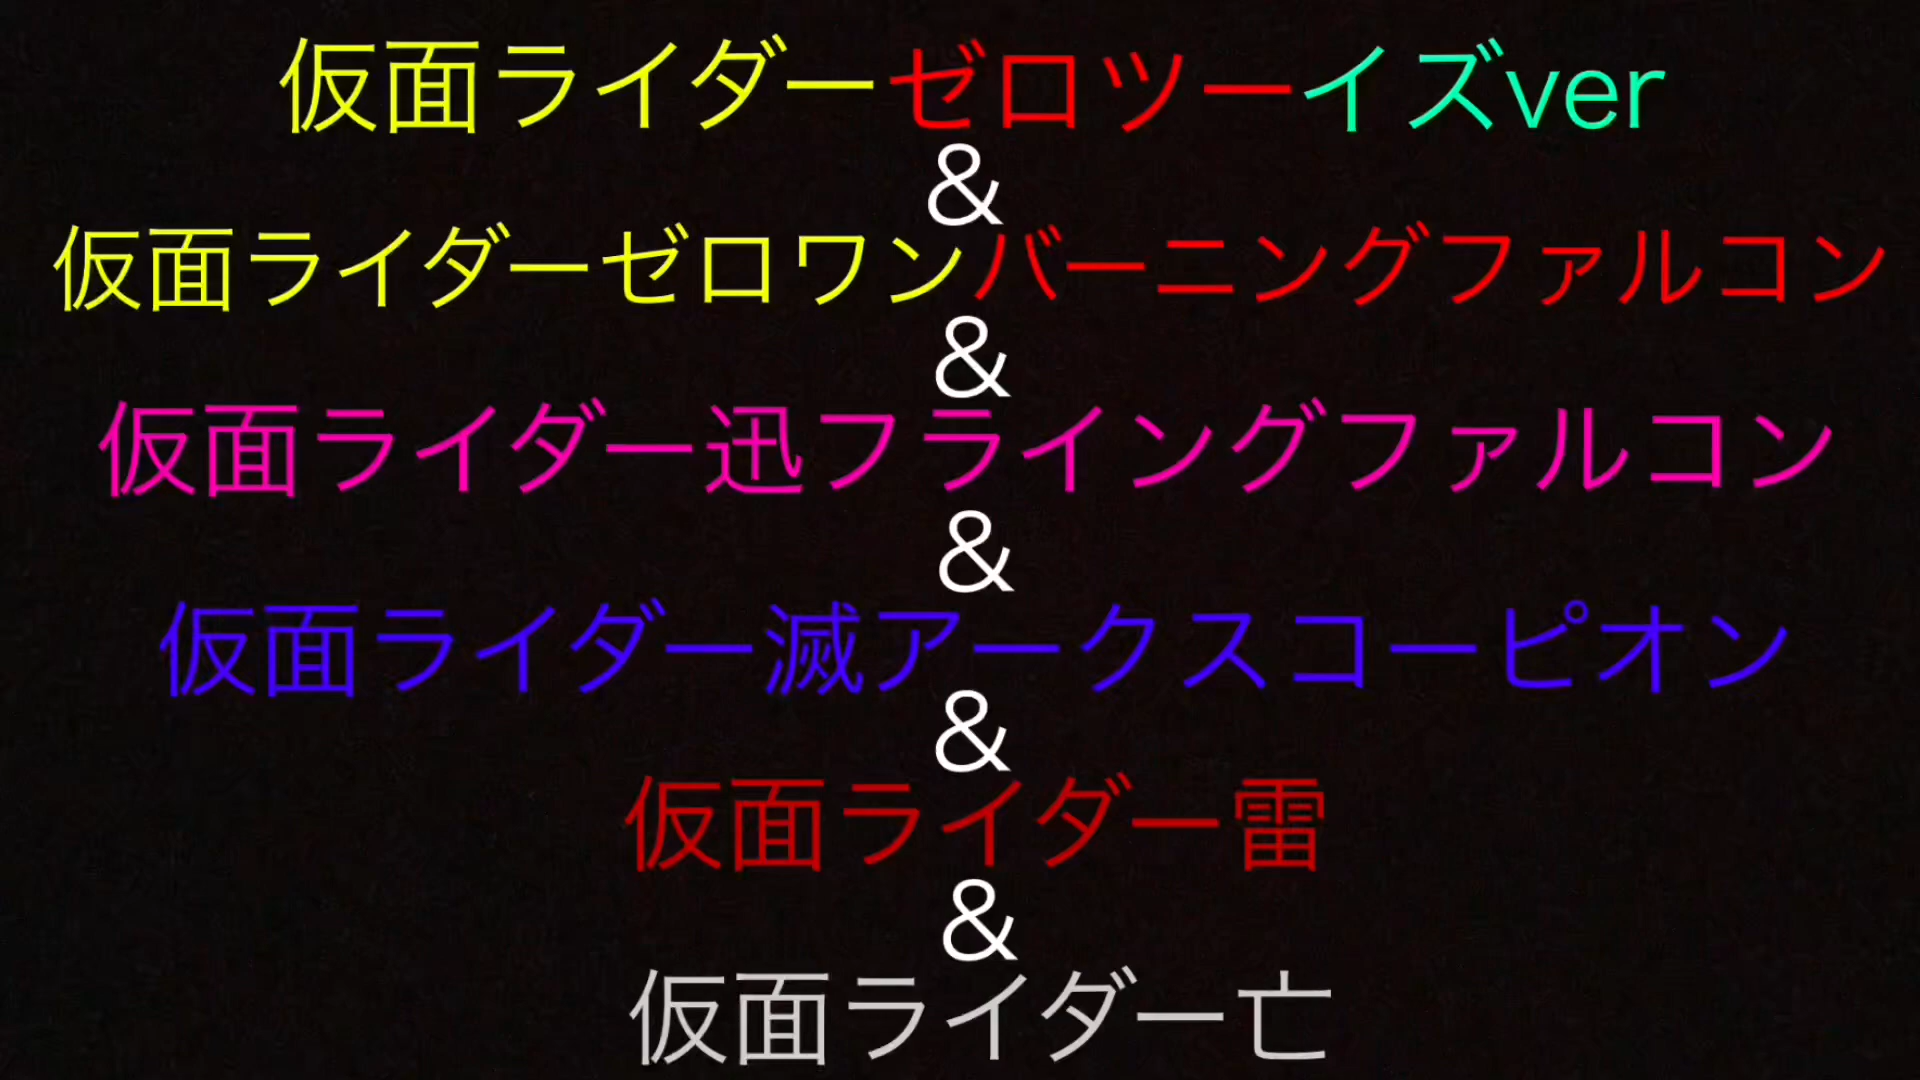 仮面ライダーゼロツーイズver
&
仮面ライダーゼロワンバーニングファルコン
&
仮面ライダー迅フライングファルコン
&
仮面ライダー滅アークスコーピオン
&
仮面ライダー雷
&
仮面ライダー亡